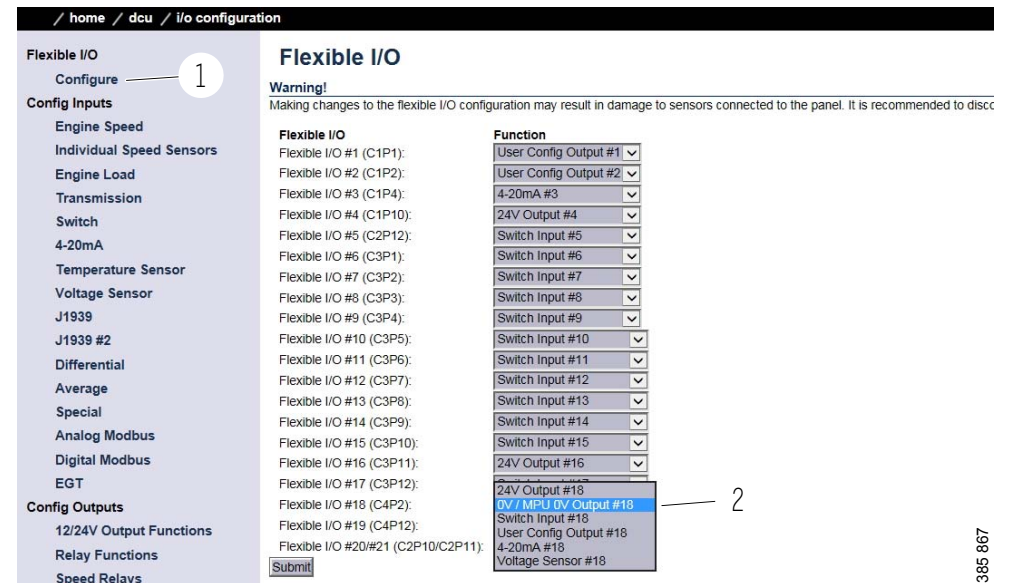 / home / dcu / i/o configuration
Flexible I/O
Configure
1
Config Inputs
Engine Speed
Individual Speed Sensors
Engine Load
Transmission
Switch
4-20mA
Temperature Sensor
Voltage Sensor
J1939
J1939 #2
Differential
Average
Special
Analog Modbus
Digital Modbus
EGT
Config Outputs
12/24V Output Functions
Relay Functions
Speed Relays
Flexible I/O
Warning!
Making changes to the flexible I/O configuration may result in damage to sensors connected to the panel. It is recommended to disco
Flexible I/O Function
Flexible I/O #1 (C1P1): User Config Output #1
Flexible I/O #2 (C1P2): User Config Output #2
Flexible I/O #3 (C1P4): 4-20mA #3
Flexible I/O #4 (C1P10): 24V Output #4
Flexible I/O #5 (C2P12): Switch Input #5
Flexible I/O #6 (C3P1): Switch Input #6
Flexible I/O #7 (C3P2): Switch Input #7
Flexible I/O #8 (C3P3): Switch Input #8
Flexible I/O #9 (C3P4): Switch Input #9
Flexible I/O #10 (C3P5): Switch Input #10
Flexible I/O #11 (C3P6): Switch Input #11
Flexible I/O #12 (C3P7): Switch Input #12
Flexible I/O #13 (C3P8): Switch Input #13
Flexible I/O #14 (C3P9): Switch Input #14
Flexible I/O #15 (C3P10): Switch Input #15
Flexible I/O #16 (C3P11): 24V Output #16
Flexible I/O #17 (C3P12):
Flexible I/O #18 (C4P2):
Flexible I/O #19 (C4P12):
Flexible I/O #20/#21 (C2P10/C2P11):
24V Output #18
0V / MPU 0V Output #18
Switch Input #18
User Config Output #18
4-20mA #18
Voltage Sensor #18
2
Submit
385 867